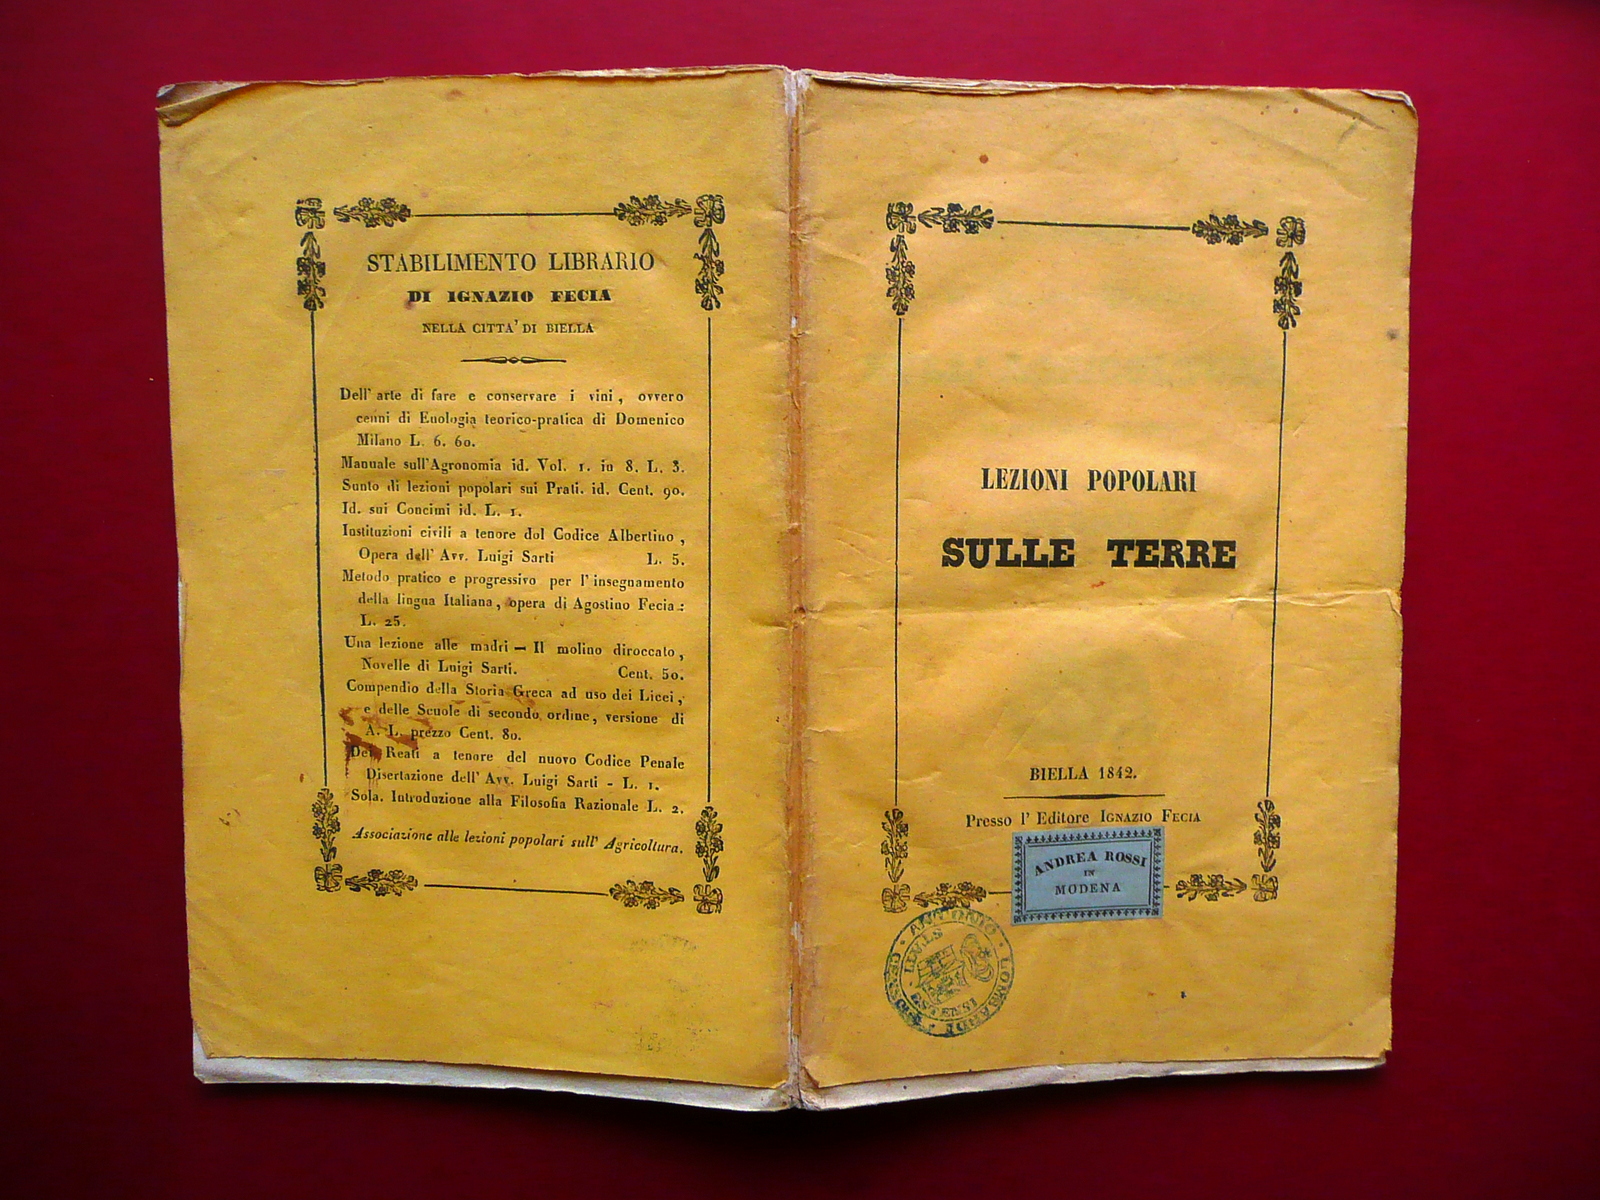 STABILIMENTO LIBRARIO
DI IGNAZIO FECIA
NELLA CITTA' DI BIELLA
Dell' arte di fare e conservare i vini, ovvero
cenni di Enologia teorico-pratica di Domenico
Milano L. 6. 60.
Manuale sull'Agronomia id. Vol. 1. in 8. L. 3.
Sunto di lezioni popolari sui Prati. id. Cent. 90.
Id. sui Concimi id. L. 1.
Instituzioni civili a tenore dol Codice Albertino,
Opera dell' Avv. Luigi Sarti L. 5.
Metodo pratico e progressivo per l'insegnamento
della lingua Italiana, opera di Agostino Fecia:
L. 25.
Una lezione alle madri — Il molino diroccato,
Novelle di Luigi Sarti. Cent. 50.
Compendio della Storia Greca ad uso dei Licei,
e delle Scuole di secondo ordine, versione di
A. L. prezzo Cent. 80.
Dei Reati a tenore del nuovo Codice Penale
Disertazione dell' Avv. Luigi Sarti - L. 1.
Sola. Introduzione alla Filosofia Razionale L. 2.
Associazione alle lezioni popolari sull' Agricoltura.
LEZIONI POPOLARI
SULLE TERRE
BIELLA 1842.
Presso l' Editore IGNAZIO FECIA
ANDREA ROSSI
IN
MODENA
ANTONIO LOMBARDI CENSORE
STATI
ESTENSI